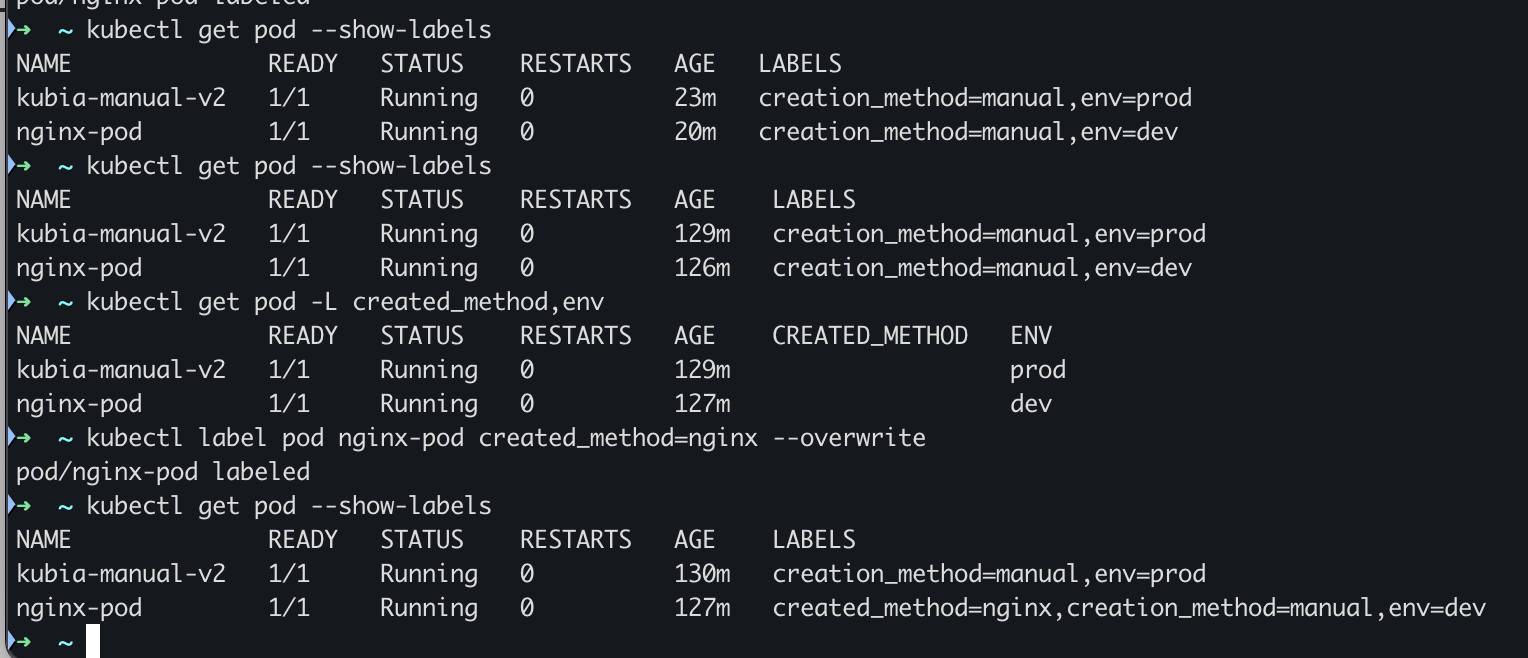 pod/nginx-pod labeled
➜  ~ kubectl get pod --show-labels
NAME              READY   STATUS    RESTARTS   AGE   LABELS
kubia-manual-v2   1/1     Running   0          23m   creation_method=manual,env=prod
nginx-pod         1/1     Running   0          20m   creation_method=manual,env=dev
➜  ~ kubectl get pod --show-labels
NAME              READY   STATUS    RESTARTS   AGE    LABELS
kubia-manual-v2   1/1     Running   0          129m   creation_method=manual,env=prod
nginx-pod         1/1     Running   0          126m   creation_method=manual,env=dev
➜  ~ kubectl get pod -L created_method,env
NAME              READY   STATUS    RESTARTS   AGE    CREATED_METHOD   ENV
kubia-manual-v2   1/1     Running   0          129m                    prod
nginx-pod         1/1     Running   0          127m                    dev
➜  ~ kubectl label pod nginx-pod created_method=nginx --overwrite
pod/nginx-pod labeled
➜  ~ kubectl get pod --show-labels
NAME              READY   STATUS    RESTARTS   AGE    LABELS
kubia-manual-v2   1/1     Running   0          130m   creation_method=manual,env=prod
nginx-pod         1/1     Running   0          127m   created_method=nginx,creation_method=manual,env=dev
➜  ~